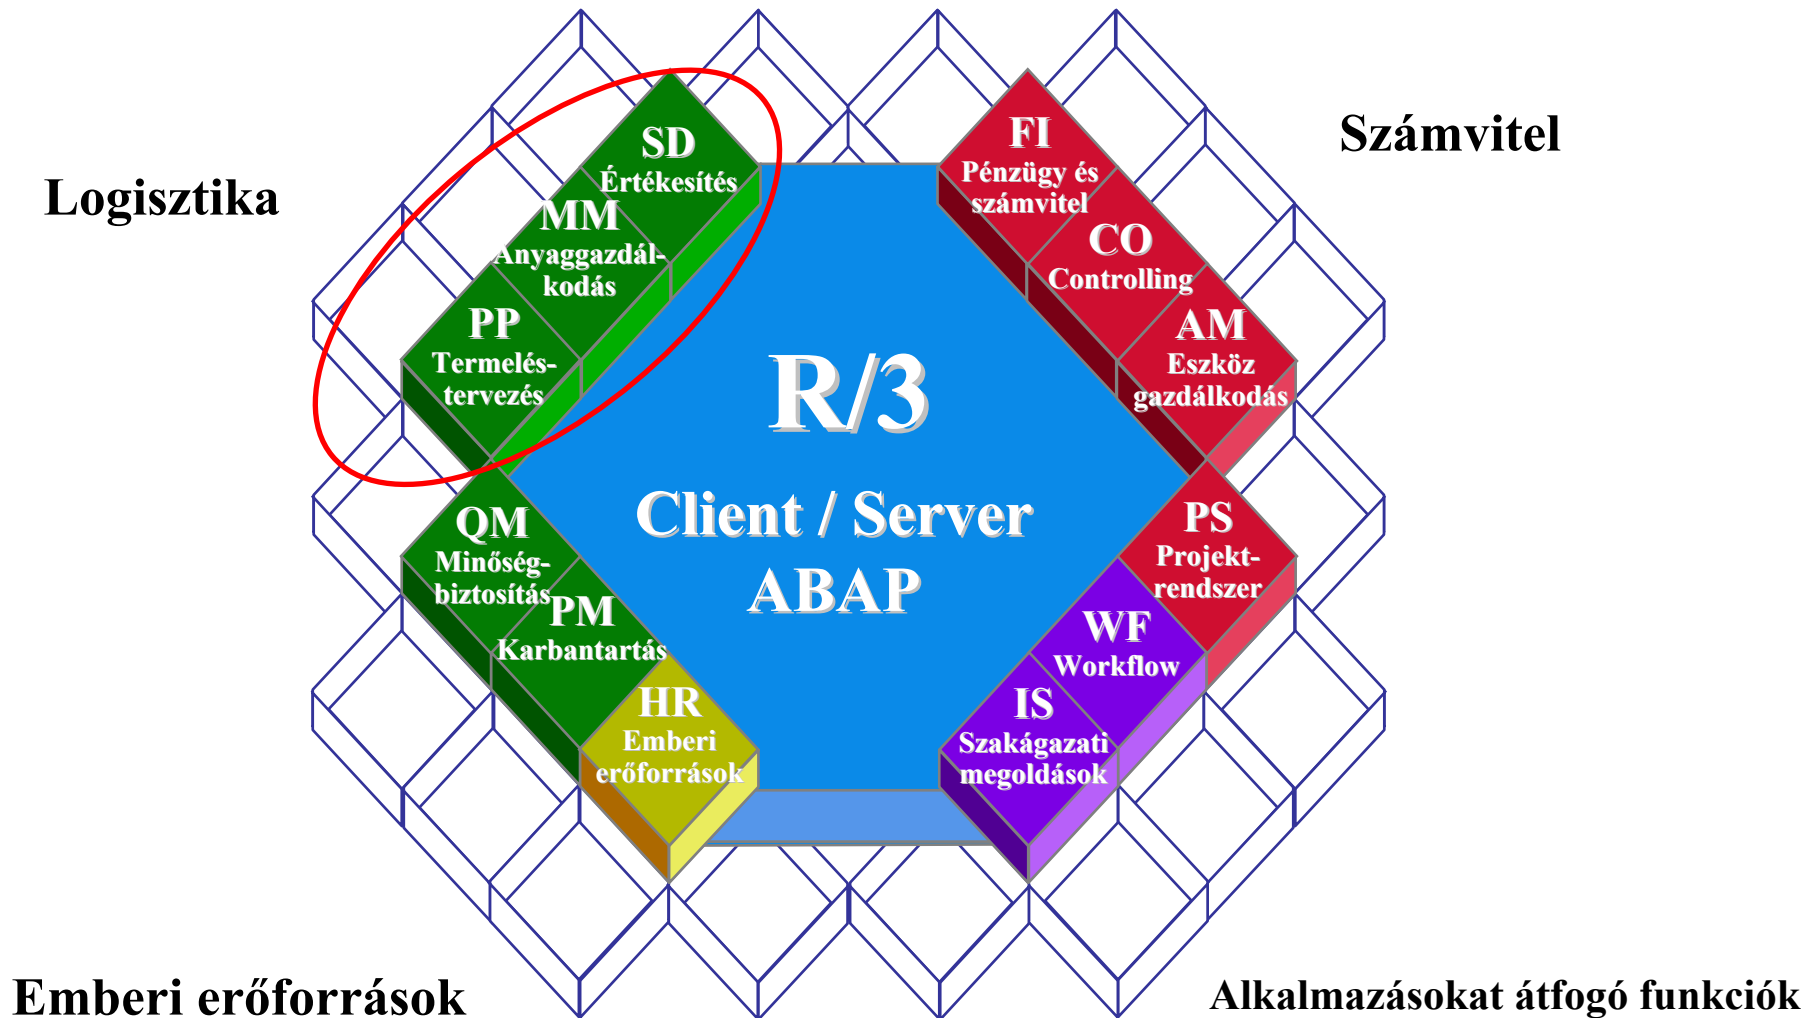 Logisztika
Számvitel
SD
Értékesítés
MM
Anyaggazdál-
kodás
PP
Termelés-
tervezés
QM
Minőség-
biztosítás
PM
Karbantartás
HR
Emberi
erőforrások
R/3
Client / Server
ABAP
FI
Pénzügy és
számvitel
CO
Controlling
AM
Eszköz
gazdálkodás
PS
Projekt-
rendszer
WF
Workflow
IS
Szakágazati
megoldások
Emberi erőforrások
Alkalmazásokat átfogó funkciók